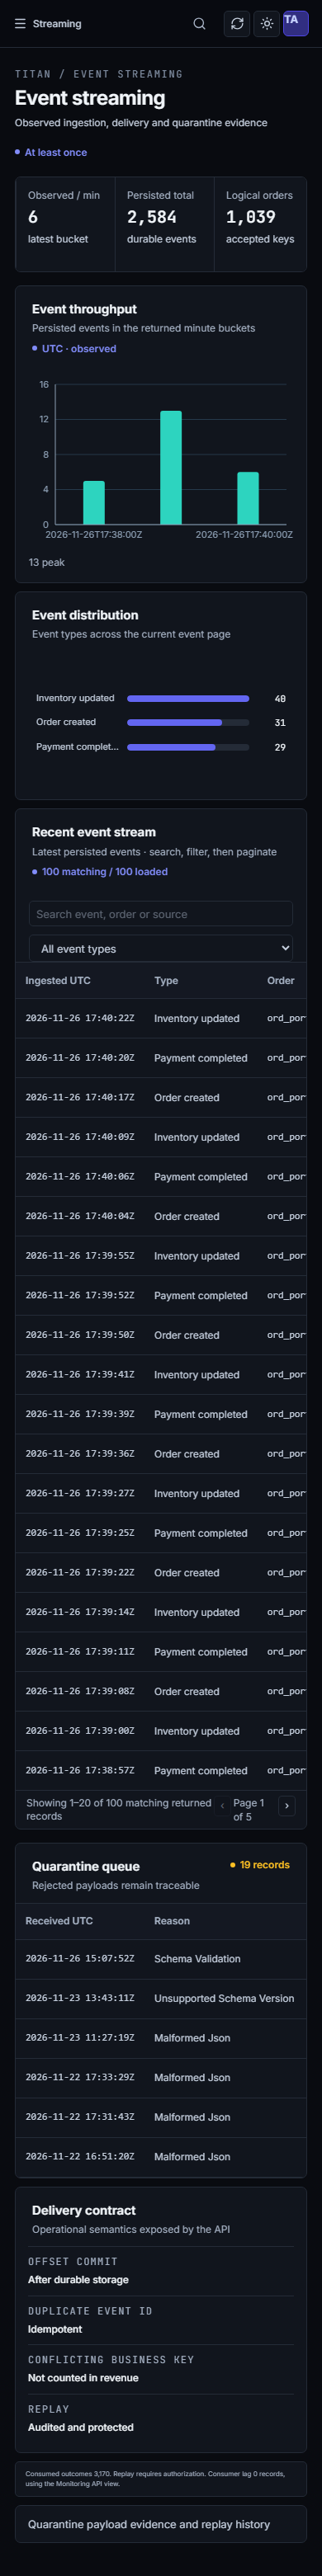 Streaming
TA
TITAN / EVENT STREAMING
Event streaming
Observed ingestion, delivery and quarantine evidence
At least once
Observed / min
6
latest bucket
Persisted total
2,584
durable events
Logical orders
1,039
accepted keys
Event throughput
Persisted events in the returned minute buckets
UTC · observed
16
12
8
4
0
2026-11-26T17:38:00Z
2026-11-26T17:40:00Z
13 peak
Event distribution
Event types across the current event page
Inventory updated 40
Order created 31
Payment complet... 29
Recent event stream
Latest persisted events · search, filter, then paginate
100 matching / 100 loaded
Search event, order or source
All event types
Ingested UTC Type Order
2026-11-26 17:40:22Z Inventory updated ord_por
2026-11-26 17:40:20Z Payment completed ord_por
2026-11-26 17:40:17Z Order created ord_por
2026-11-26 17:40:09Z Inventory updated ord_por
2026-11-26 17:40:06Z Payment completed ord_por
2026-11-26 17:40:04Z Order created ord_por
2026-11-26 17:39:55Z Inventory updated ord_por
2026-11-26 17:39:52Z Payment completed ord_por
2026-11-26 17:39:50Z Order created ord_por
2026-11-26 17:39:41Z Inventory updated ord_por
2026-11-26 17:39:39Z Payment completed ord_por
2026-11-26 17:39:36Z Order created ord_por
2026-11-26 17:39:27Z Inventory updated ord_por
2026-11-26 17:39:25Z Payment completed ord_por
2026-11-26 17:39:22Z Order created ord_por
2026-11-26 17:39:14Z Inventory updated ord_por
2026-11-26 17:39:11Z Payment completed ord_por
2026-11-26 17:39:08Z Order created ord_por
2026-11-26 17:39:00Z Inventory updated ord_por
2026-11-26 17:38:57Z Payment completed ord_por
Showing 1–20 of 100 matching returned records
‹ Page 1 of 5 ›
Quarantine queue
Rejected payloads remain traceable
19 records
Received UTC Reason
2026-11-26 15:07:52Z Schema Validation
2026-11-23 13:43:11Z Unsupported Schema Version
2026-11-23 11:27:19Z Malformed Json
2026-11-22 17:33:29Z Malformed Json
2026-11-22 17:31:43Z Malformed Json
2026-11-22 16:51:20Z Malformed Json
Delivery contract
Operational semantics exposed by the API
OFFSET COMMIT
After durable storage
DUPLICATE EVENT ID
Idempotent
CONFLICTING BUSINESS KEY
Not counted in revenue
REPLAY
Audited and protected
Consumed outcomes 3,170. Replay requires authorization. Consumer lag 0 records,
using the Monitoring API view.
Quarantine payload evidence and replay history